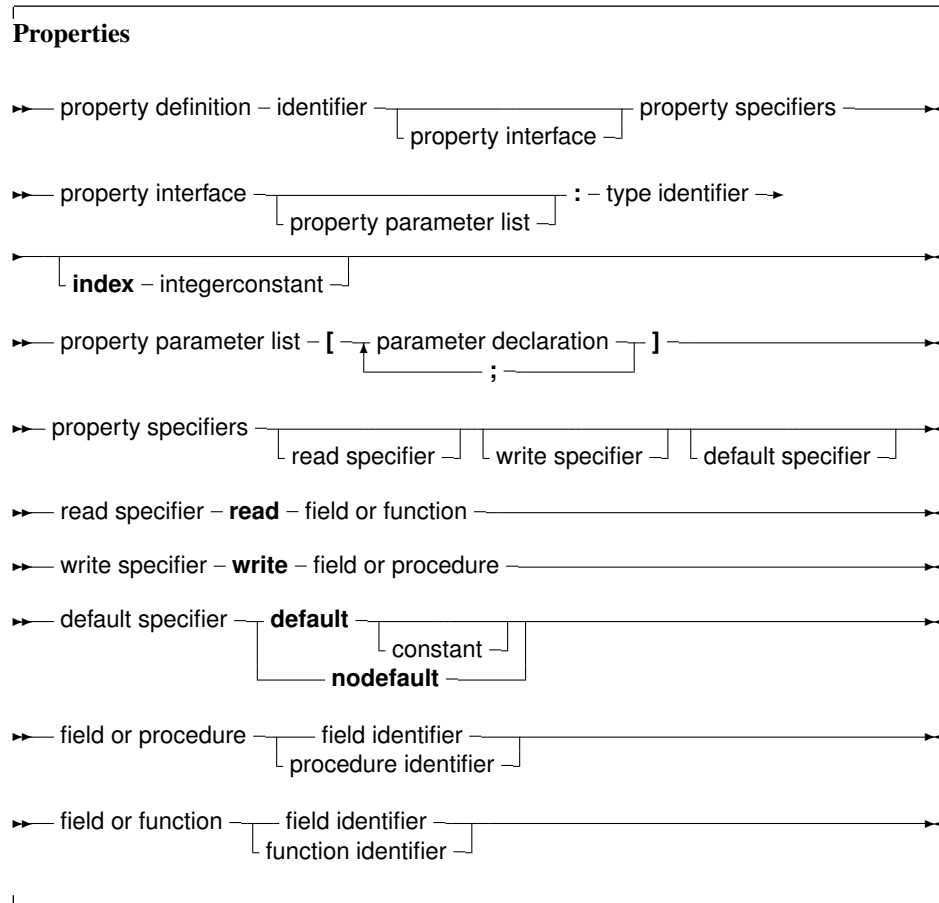 Properties
property definition – identifier property specifiers
property interface
property interface : – type identifier
property parameter list
index – integerconstant
property parameter list – [ parameter declaration ]
;
property specifiers
read specifier write specifier default specifier
read specifier – read – field or function
write specifier – write – field or procedure
default specifier default
constant
nodefault
field or procedure field identifier
procedure identifier
field or function field identifier
function identifier